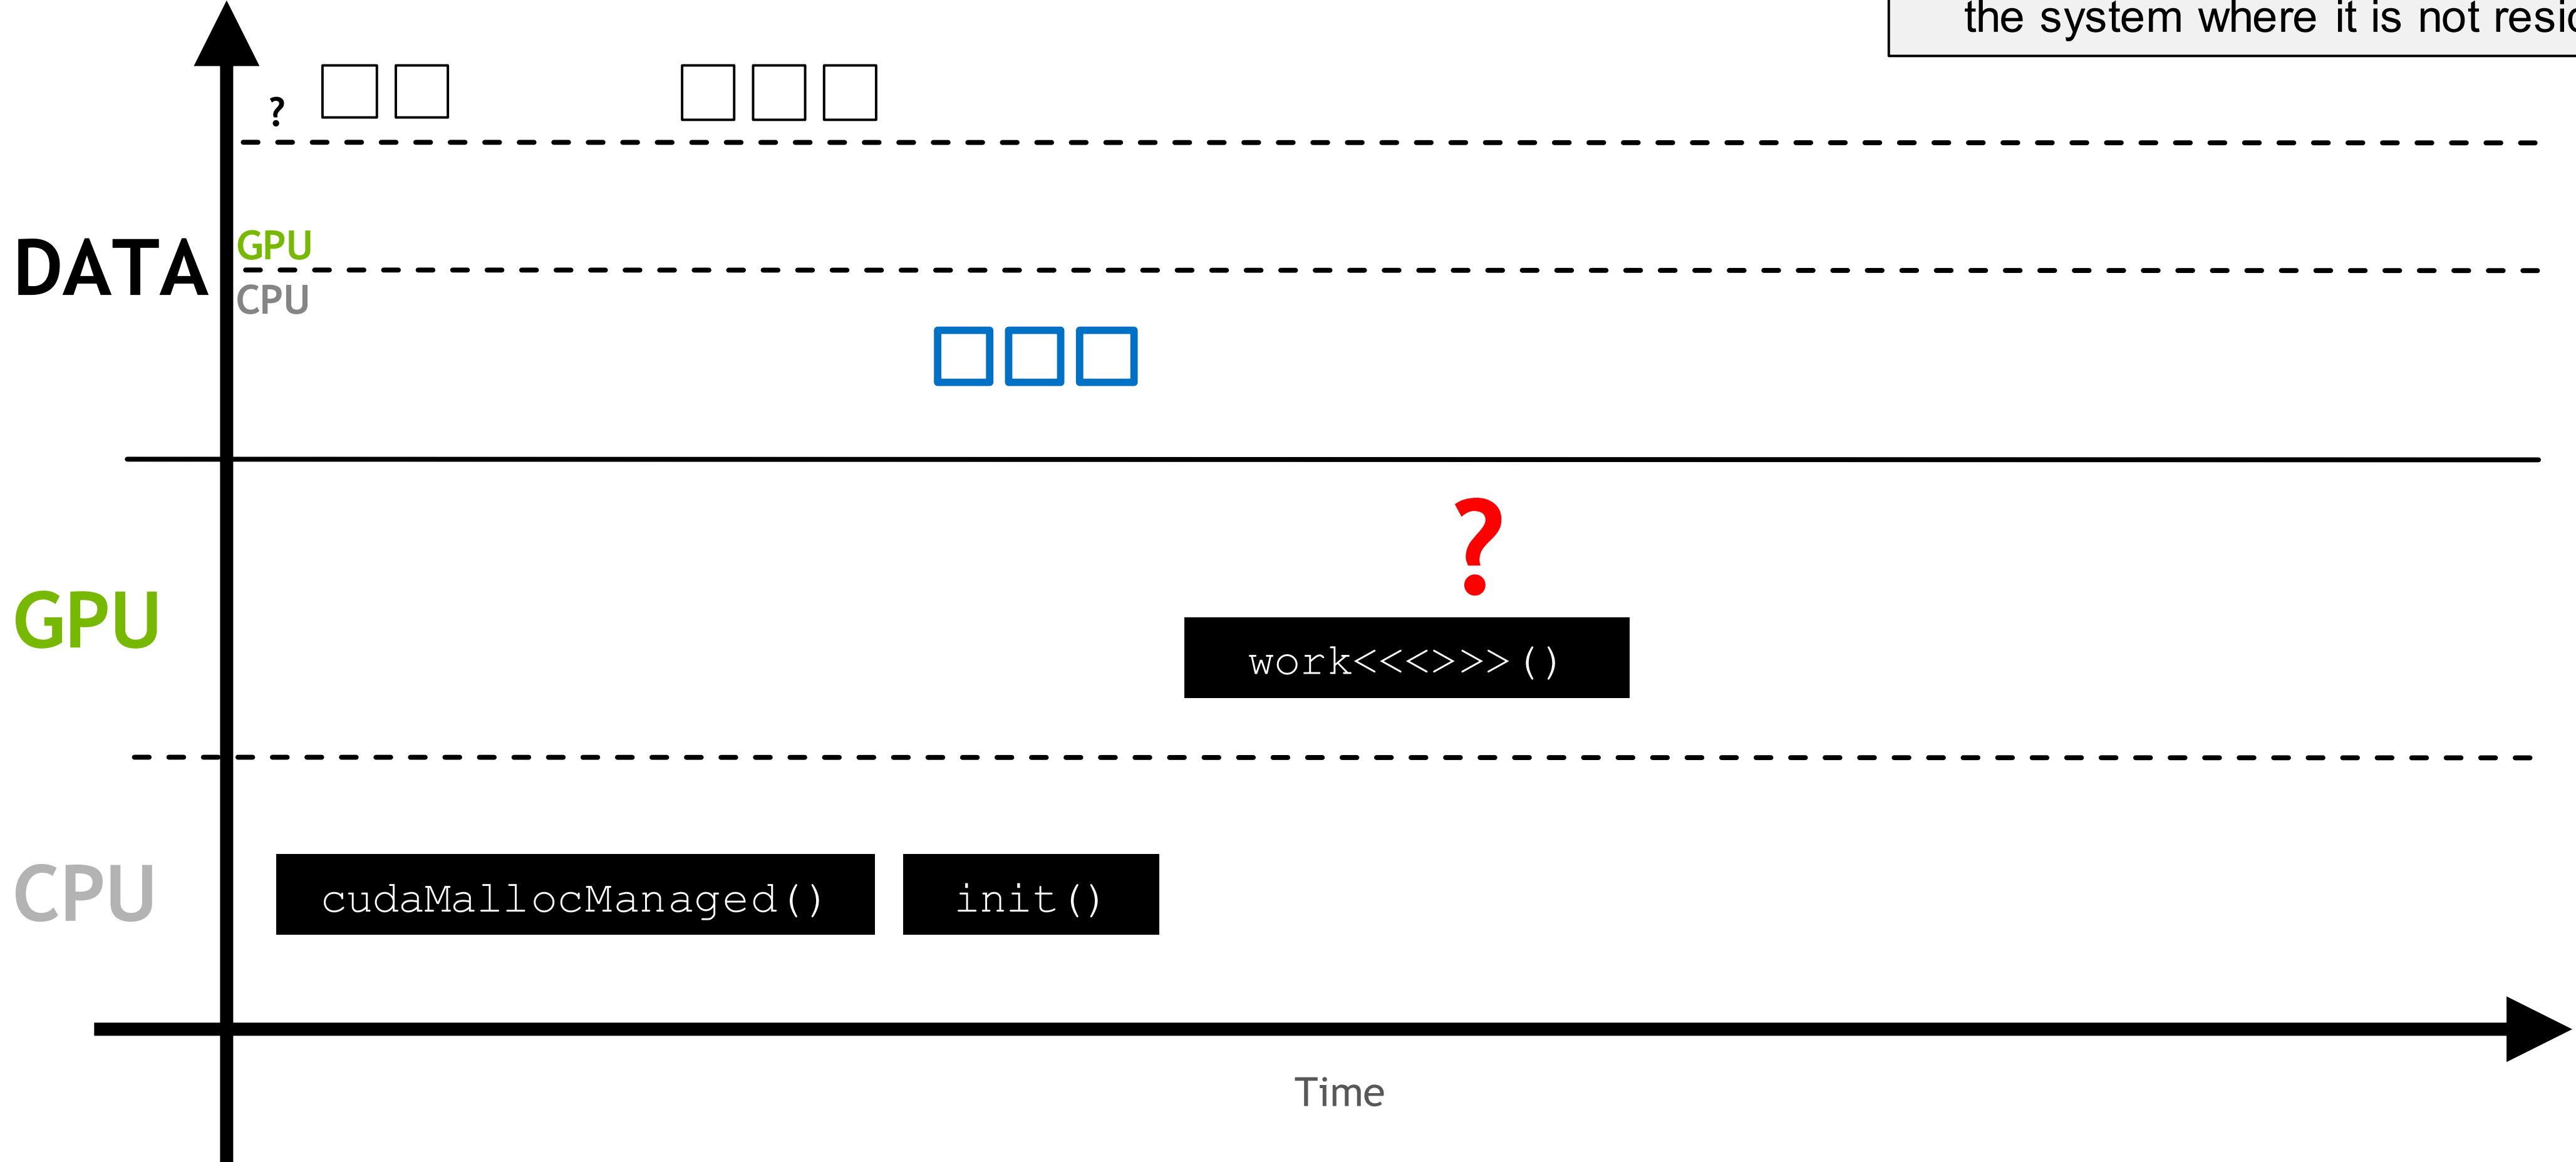 the system where it is not resid
?
GPU
DATA
CPU
?
GPU
work<<<>>>()
CPU
cudaMallocManaged()
init()
Time